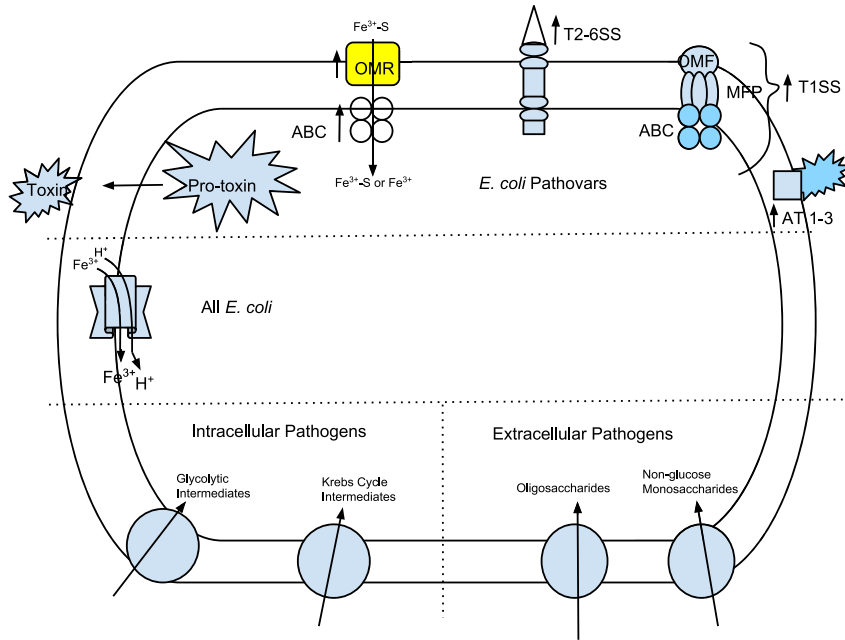 Fe³⁺-S
T2-6SS
OMR
OMF
MFP
T1SS
ABC
ABC
Toxin
Pro-toxin
Fe³⁺-S or Fe³⁺
E. coli Pathovars
AT 1-3
H⁺
Fe³⁺
All E. coli
Fe³⁺
H⁺
Intracellular Pathogens
Extracellular Pathogens
Glycolytic
Intermediates
Krebs Cycle
Intermediates
Oligosaccharides
Non-glucose
Monosaccharides